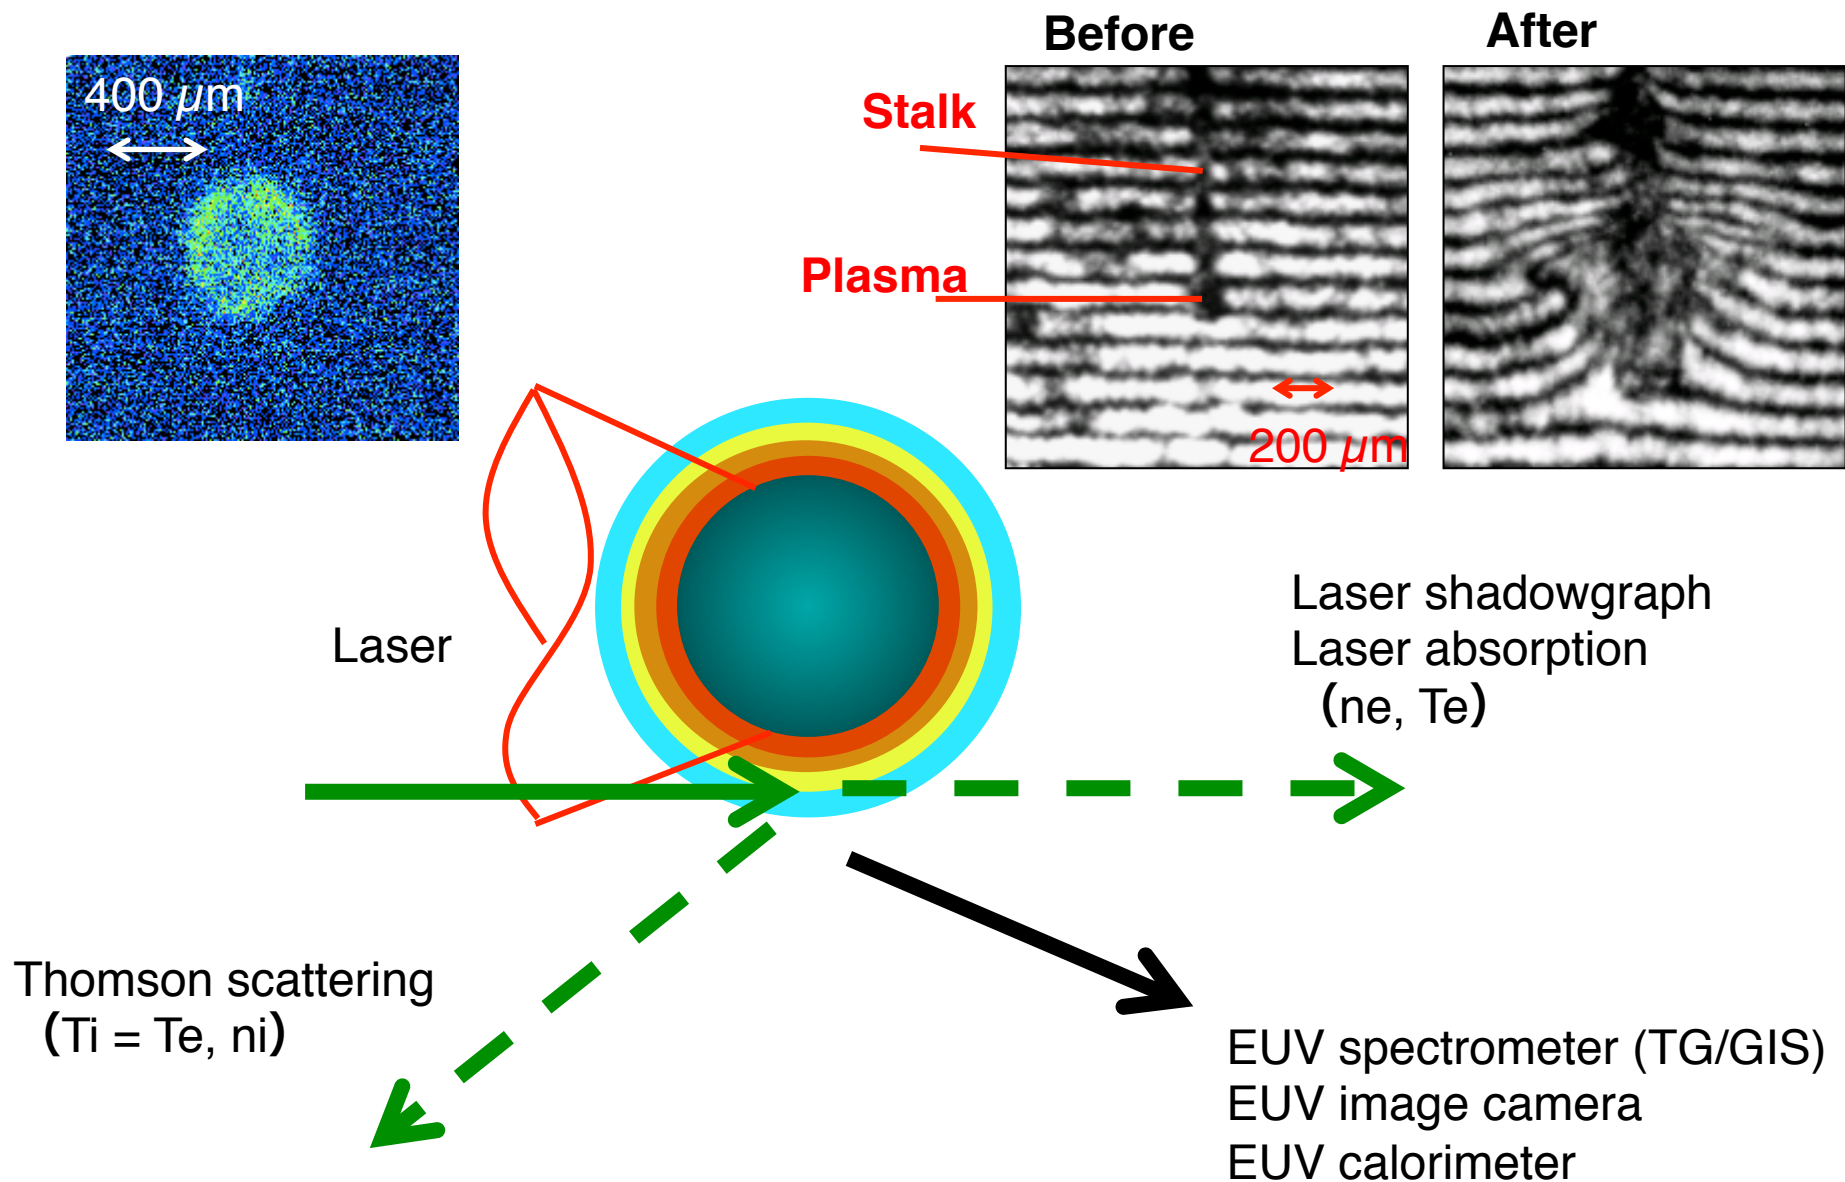 400 µm
Before
After
Stalk
Plasma
200 µm
Laser
Laser shadowgraph
Laser absorption
(ne, Te)
Thomson scattering
(Ti = Te, ni)
EUV spectrometer (TG/GIS)
EUV image camera
EUV calorimeter